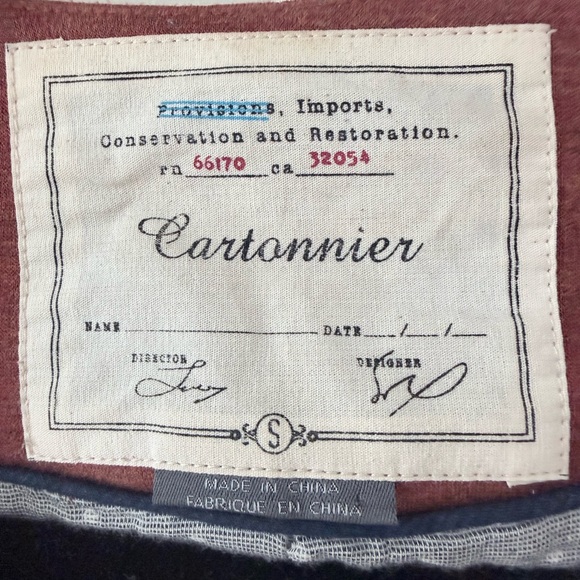 Provisions, Imports,
Conservation and Restoration.
rn 66170 ca 32054
Cartonnier
NAME DATE / /
DIRECTOR DESIGNER
S
MADE IN CHINA
FABRIQUE EN CHINA